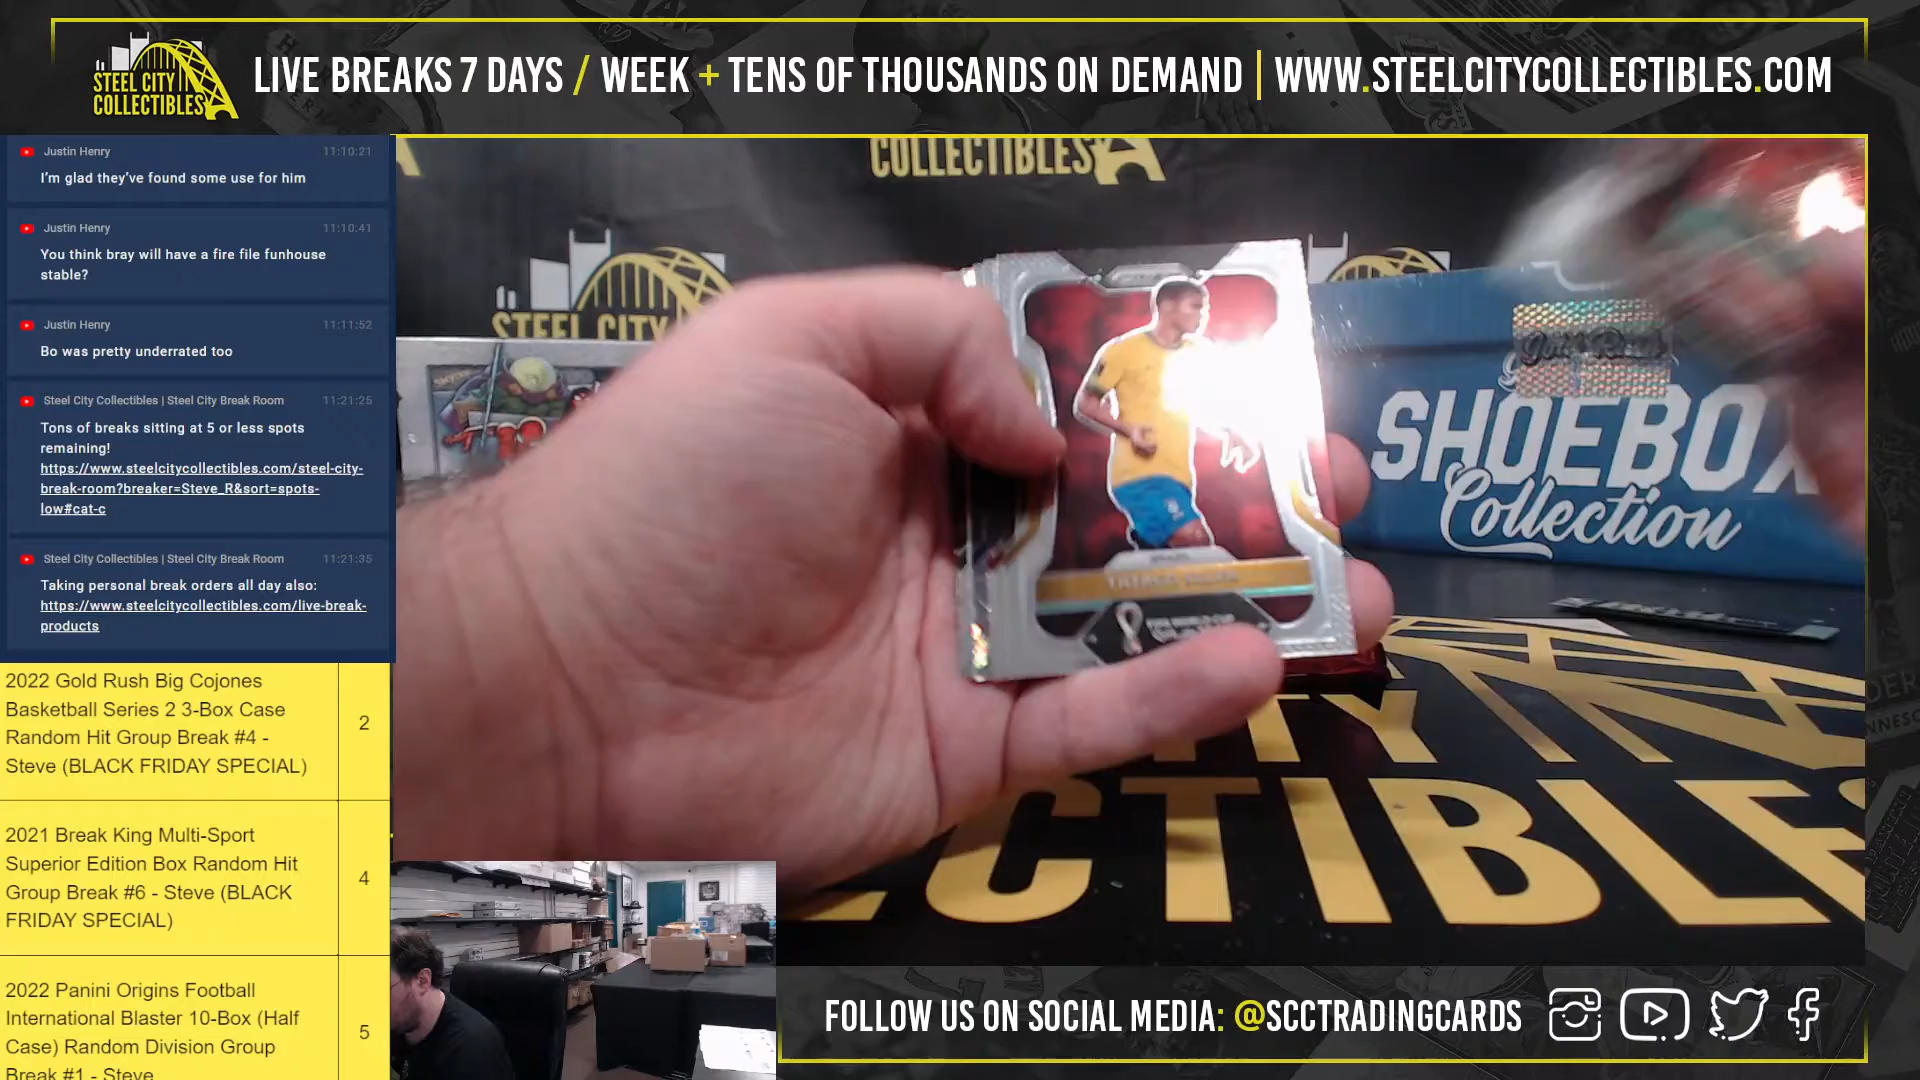 STEEL CITY
COLLECTIBLES
LIVE BREAKS 7 DAYS / WEEK + TENS OF THOUSANDS ON DEMAND | WWW.STEELCITYCOLLECTIBLES.COM
Justin Henry 11:10:21
I'm glad they've found some use for him
Justin Henry 11:10:41
You think bray will have a fire file funhouse
stable?
Justin Henry 11:11:52
Bo was pretty underrated too
Steel City Collectibles | Steel City Break Room 11:21:25
Tons of breaks sitting at 5 or less spots
remaining!
https://www.steelcitycollectibles.com/steel-city-
break-room?breaker=Steve_R&sort=spots-
low#cat-c
Steel City Collectibles | Steel City Break Room 11:21:35
Taking personal break orders all day also:
https://www.steelcitycollectibles.com/live-break-
products
2022 Gold Rush Big Cojones
Basketball Series 2 3-Box Case
Random Hit Group Break #4 -
Steve (BLACK FRIDAY SPECIAL)
2
2021 Break King Multi-Sport
Superior Edition Box Random Hit
Group Break #6 - Steve (BLACK
FRIDAY SPECIAL)
4
2022 Panini Origins Football
International Blaster 10-Box (Half
Case) Random Division Group
Break #1 - Steve
5
COLLECTIBLES
STEEL CITY
SHOEBOX
Collection
FOLLOW US ON SOCIAL MEDIA: @SCCTRADINGCARDS